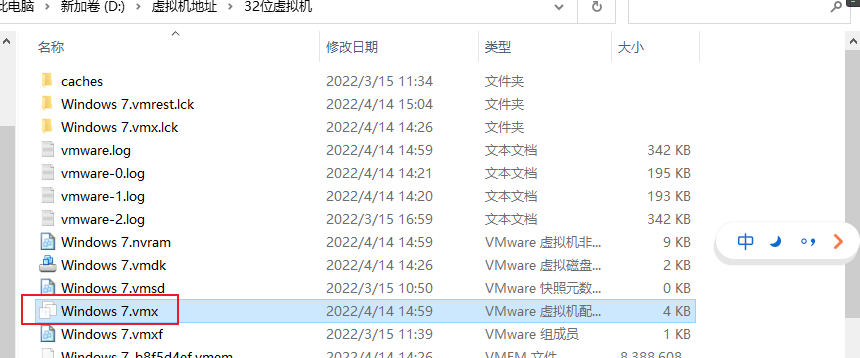 此电脑 > 新加卷 (D:) > 虚拟机地址 > 32位虚拟机
名称 修改日期 类型 大小
caches 2022/3/15 11:34 文件夹
Windows 7.vmrest.lck 2022/4/14 15:04 文件夹
Windows 7.vmx.lck 2022/4/14 14:26 文件夹
vmware.log 2022/4/14 14:59 文本文档 342 KB
vmware-0.log 2022/4/14 14:21 文本文档 195 KB
vmware-1.log 2022/4/14 14:20 文本文档 193 KB
vmware-2.log 2022/3/15 16:59 文本文档 342 KB
Windows 7.nvram 2022/4/14 14:59 VMware 虚拟机非... 9 KB
Windows 7.vmdk 2022/4/14 14:26 VMware 虚拟磁盘... 2 KB
Windows 7.vmsd 2022/3/15 10:50 VMware 快照元数... 0 KB
Windows 7.vmx 2022/4/14 14:59 VMware 虚拟机配... 4 KB
Windows 7.vmxf 2022/3/15 11:39 VMware 组成员 1 KB
Windows 7-b8f5d4ef.vmem VMEM 文件 8,388,608...
中